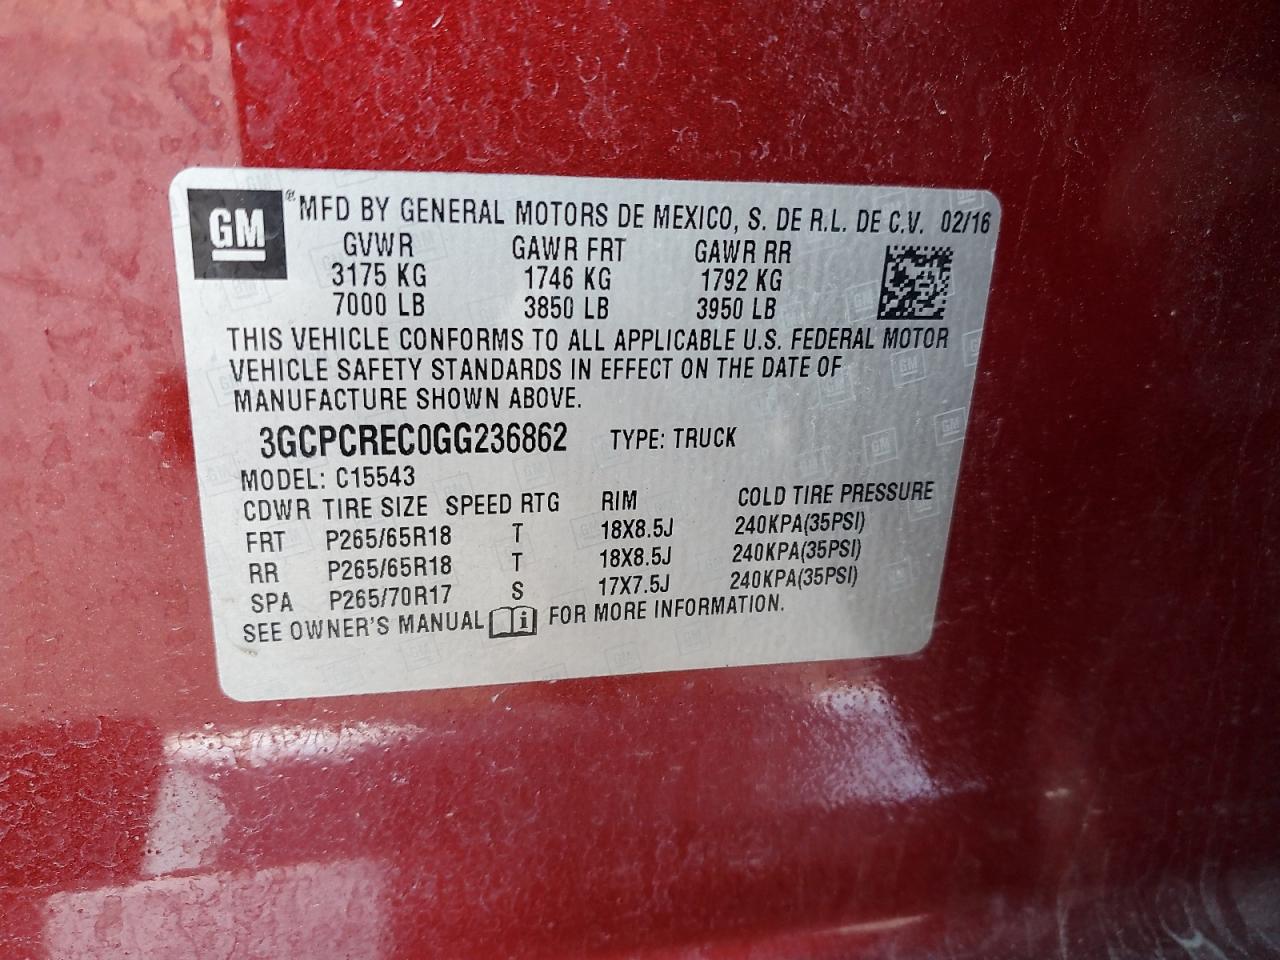 GM ® MFD BY GENERAL MOTORS DE MEXICO, S. DE R.L. DE C.V. 02/16
GVWR GAWR FRT GAWR RR
3175 KG 1746 KG 1792 KG
7000 LB 3850 LB 3950 LB
THIS VEHICLE CONFORMS TO ALL APPLICABLE U.S. FEDERAL MOTOR
VEHICLE SAFETY STANDARDS IN EFFECT ON THE DATE OF
MANUFACTURE SHOWN ABOVE.
3GCPCREC0GG236862 TYPE: TRUCK
MODEL: C15543
CDWR TIRE SIZE SPEED RTG RIM COLD TIRE PRESSURE
FRT P265/65R18 T 18X8.5J 240KPA(35PSI)
RR P265/65R18 T 18X8.5J 240KPA(35PSI)
SPA P265/70R17 S 17X7.5J 240KPA(35PSI)
SEE OWNER'S MANUAL i FOR MORE INFORMATION.